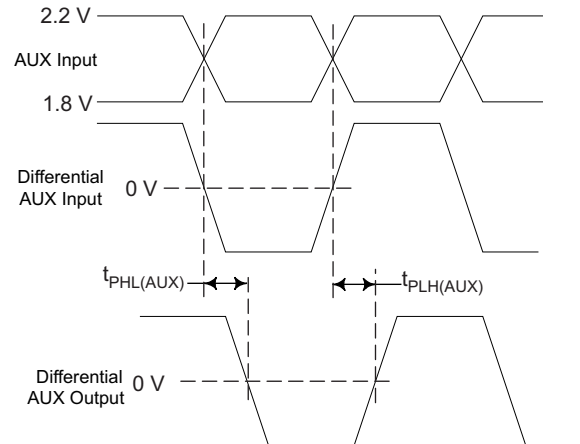 2.2 V
AUX Input
1.8 V
Differential
AUX Input
0 V
tPHL(AUX)
tPLH(AUX)
Differential
AUX Output
0 V